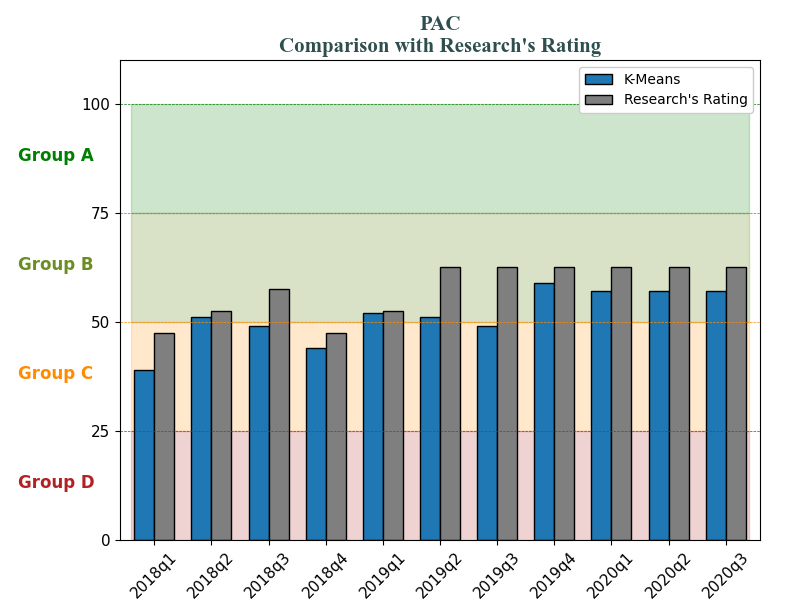 PAC
Comparison with Research's Rating
K-Means
Research's Rating
100
75
50
25
0
Group A
Group B
Group C
Group D
2018q1
2018q2
2018q3
2018q4
2019q1
2019q2
2019q3
2019q4
2020q1
2020q2
2020q3